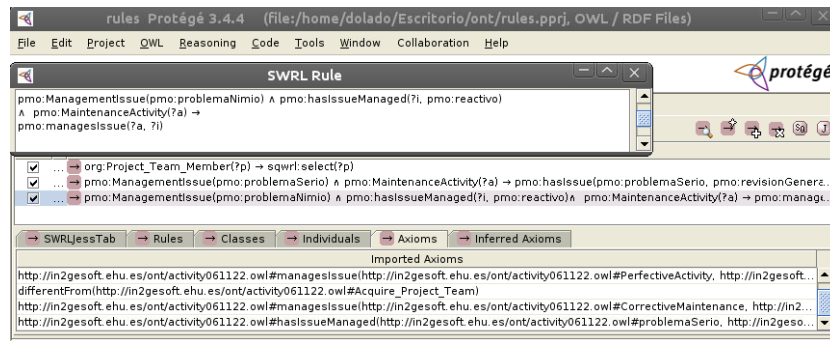 rules Protégé 3.4.4 (file:/home/dolado/Escritorio/ont/rules.pprj, OWL / RDF Files)
File Edit Project OWL Reasoning Code Tools Window Collaboration Help
protégé
SWRL Rule
pmo:ManagementIssue(pmo:problemaNimio) ∧ pmo:hasIssueManaged(?i, pmo:reactivo)
∧ pmo:MaintenanceActivity(?a) →
pmo:managesIssue(?a, ?i)
... → org:Project_Team_Member(?p) → sqwrl:select(?p)
... → pmo:ManagementIssue(pmo:problemaSerio) ∧ pmo:MaintenanceActivity(?a) → pmo:hasIssue(pmo:problemaSerio, pmo:revisionGenera...
... → pmo:ManagementIssue(pmo:problemaNimio) ∧ pmo:hasIssueManaged(?i, pmo:reactivo)∧ pmo:MaintenanceActivity(?a) → pmo:manage...
→ SWRLJessTab → Rules → Classes → Individuals → Axioms → Inferred Axioms
Imported Axioms
http://in2gesoft.ehu.es/ont/activity061122.owl#managesIssue(http://in2gesoft.ehu.es/ont/activity061122.owl#PerfectiveActivity, http://in2gesoft...
differentFrom(http://in2gesoft.ehu.es/ont/activity061122.owl#Acquire_Project_Team)
http://in2gesoft.ehu.es/ont/activity061122.owl#managesIssue(http://in2gesoft.ehu.es/ont/activity061122.owl#CorrectiveMaintenance, http://in2...
http://in2gesoft.ehu.es/ont/activity061122.owl#hasIssueManaged(http://in2gesoft.ehu.es/ont/activity061122.owl#problemaSerio, http://in2geso...